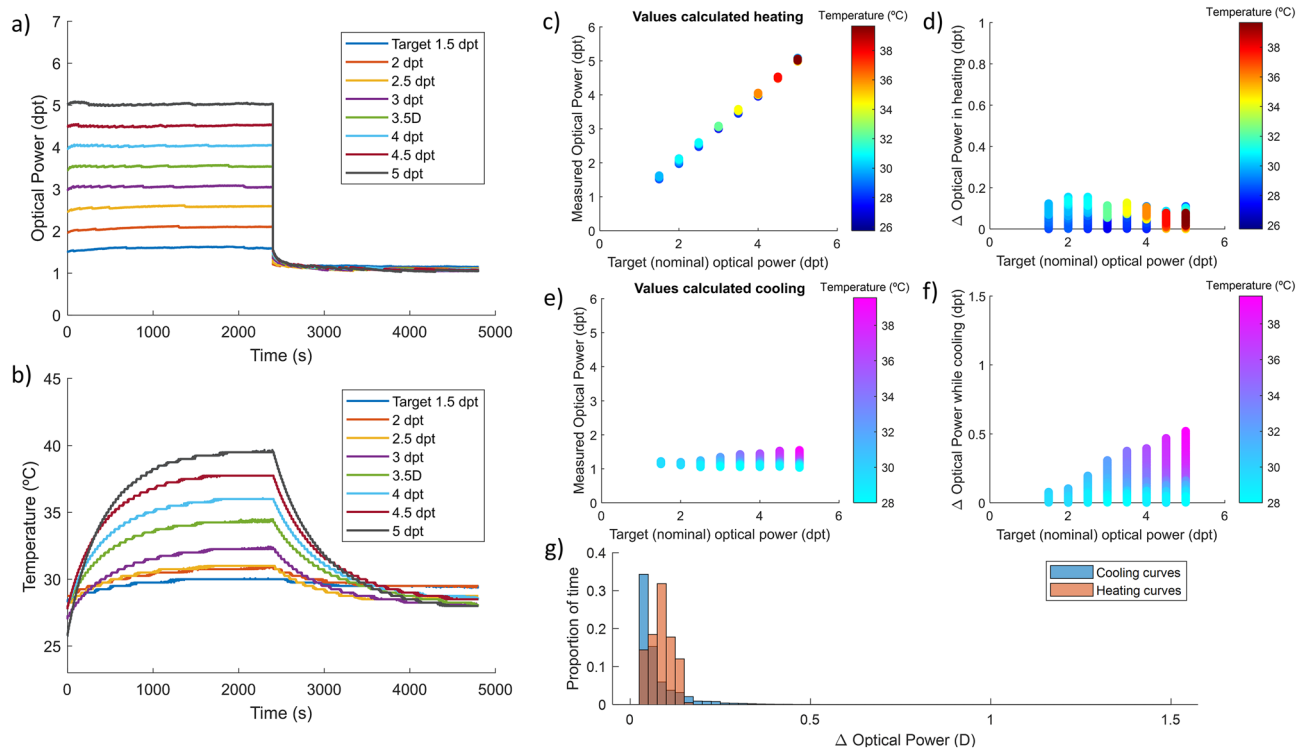 a)
Optical Power (dpt)
7
6
5
4
3
2
1
0
0 1000 2000 3000 4000 5000
Time (s)
Target 1.5 dpt
2 dpt
2.5 dpt
3 dpt
3.5D
4 dpt
4.5 dpt
5 dpt
b)
Temperature (ºC)
45
40
35
30
25
0 1000 2000 3000 4000 5000
Time (s)
Target 1.5 dpt
2 dpt
2.5 dpt
3 dpt
3.5D
4 dpt
4.5 dpt
5 dpt
c)
Values calculated heating
Temperature (ºC)
Measured Optical Power (dpt)
6
5
4
3
2
1
0
2 4 6
Target (nominal) optical power (dpt)
38
36
34
32
30
28
26
d)
Temperature (ºC)
Δ Optical Power in heating (dpt)
1
0.8
0.6
0.4
0.2
0
0 2 4 6
Target (nominal) optical power (dpt)
38
36
34
32
30
28
26
e)
Values calculated cooling
Temperature (ºC)
Measured Optical Power (dpt)
6
5
4
3
2
1
0
0 2 4 6
Target (nominal) optical power (dpt)
38
36
34
32
30
28
f)
Temperature (ºC)
Δ Optical Power while cooling (dpt)
1.5
1
0.5
0
0 2 4 6
Target (nominal) optical power (dpt)
38
36
34
32
30
28
g)
Proportion of time
0.4
0.3
0.2
0.1
0
0 0.5 1 1.5
Δ Optical Power (D)
Cooling curves
Heating curves